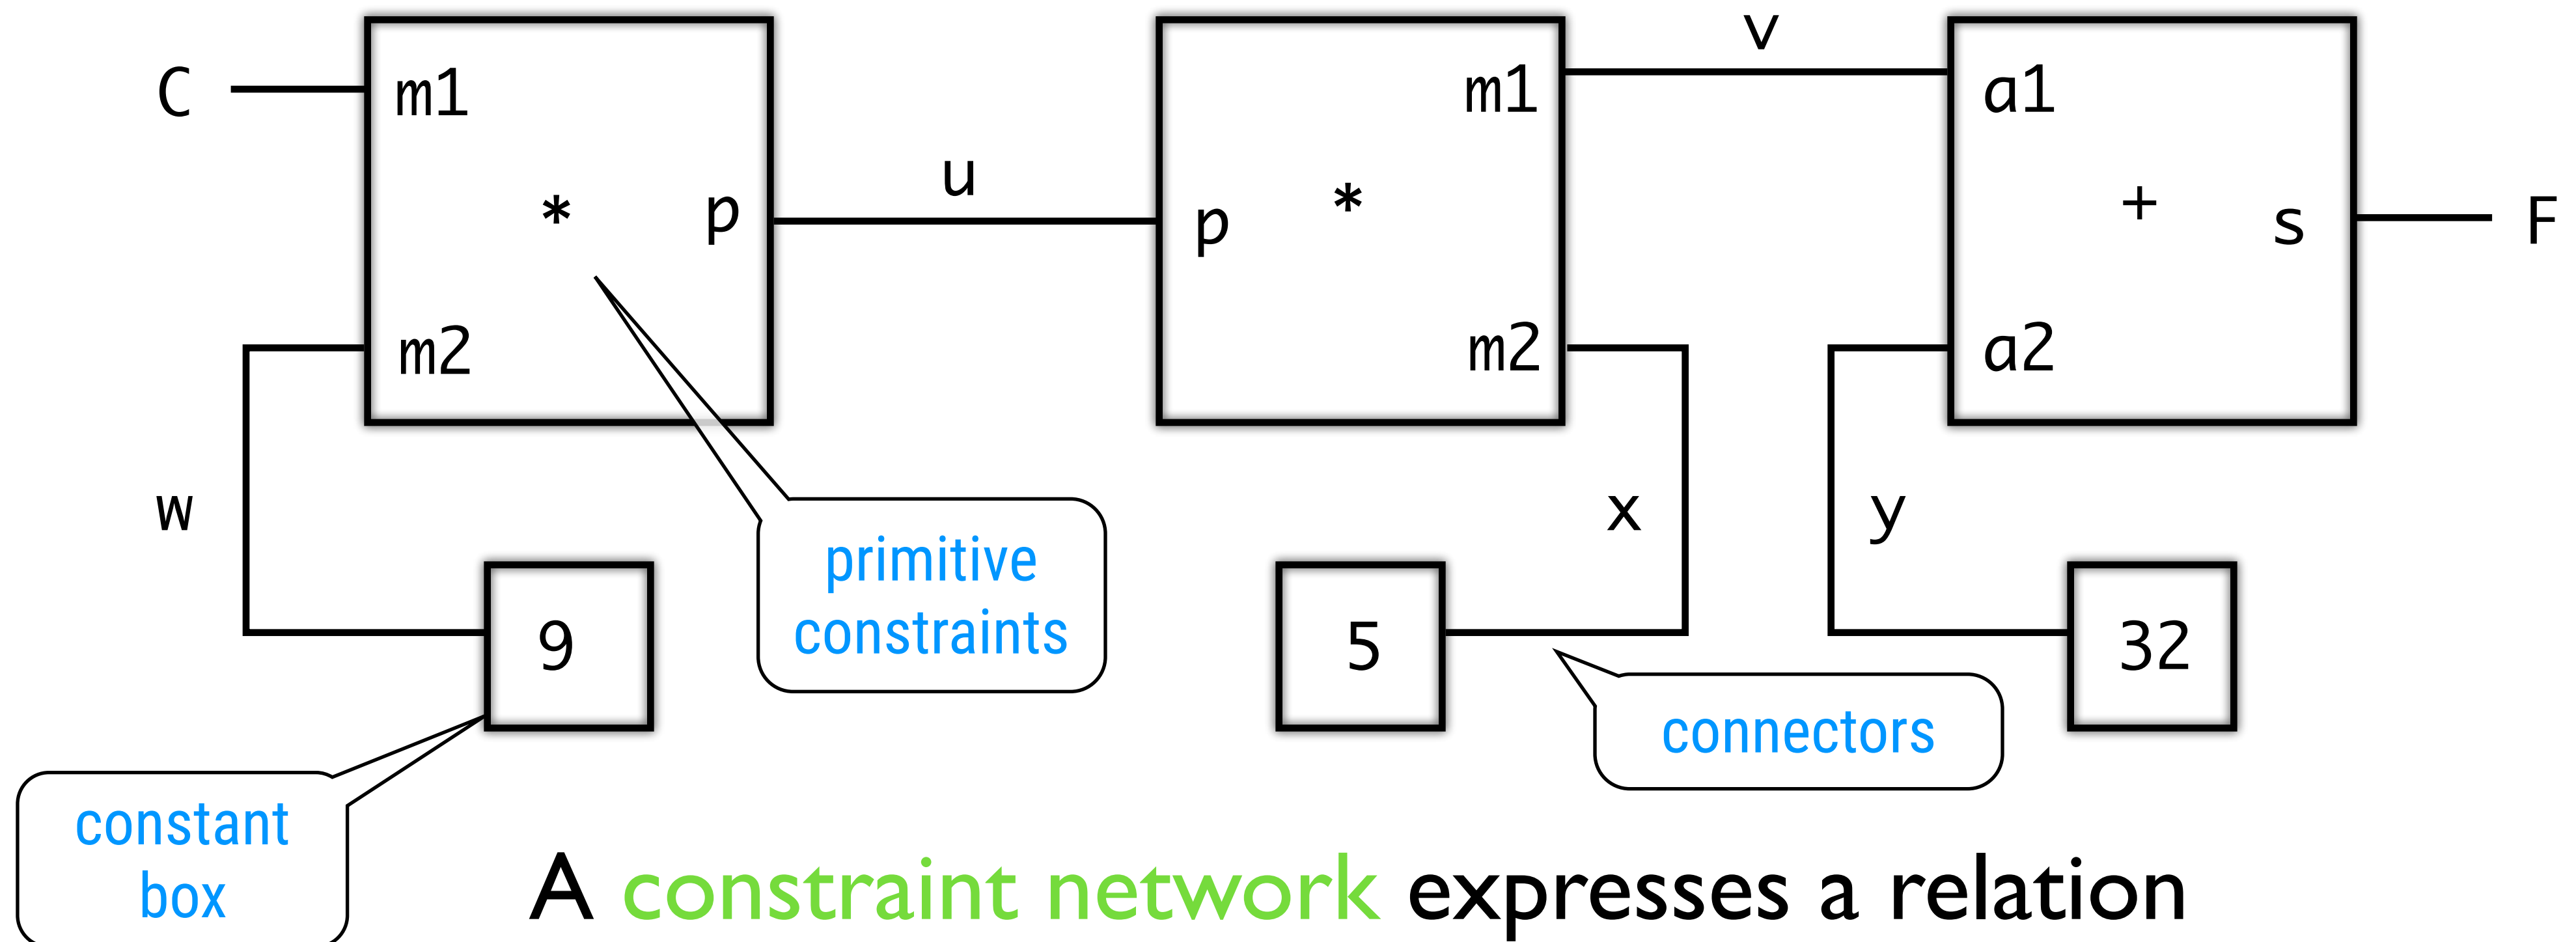 v
C
m1
m1
a1
u
*
p
p
*
+
s
F
m2
m2
a2
w
x
y
primitive
constraints
9
5
32
connectors
constant
box
A constraint network expresses a relation